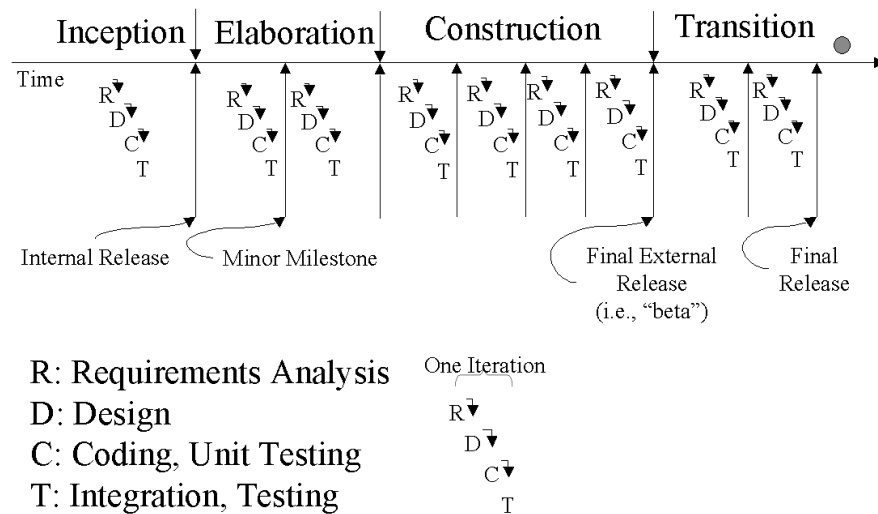 Inception Elaboration Construction Transition
Time
R R R R R R R R R
D D D D D D D D D
C C C C C C C C C
T T T T T T T T T
Internal Release
Minor Milestone
Final External
Release
(i.e., “beta”)
Final
Release
R: Requirements Analysis
D: Design
C: Coding, Unit Testing
T: Integration, Testing
One Iteration
R
D
C
T